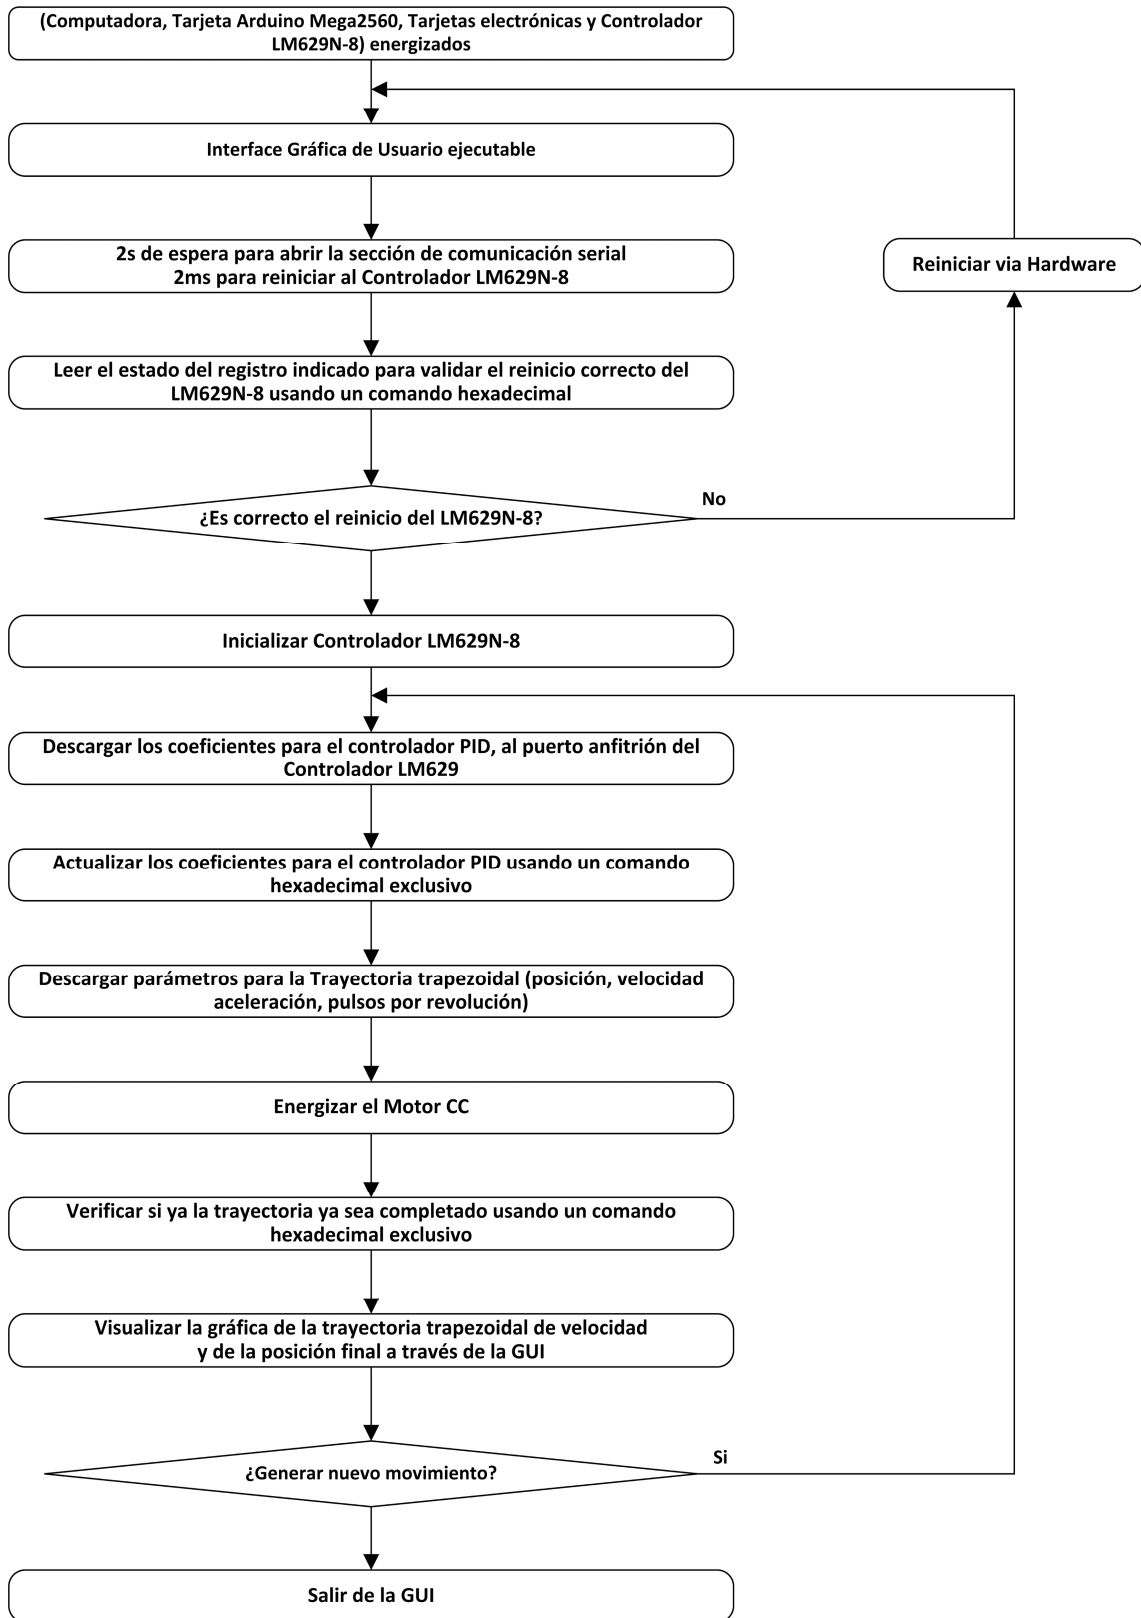 (Computadora, Tarjeta Arduino Mega2560, Tarjetas electrónicas y Controlador
LM629N-8) energizados
Interface Gráfica de Usuario ejecutable
2s de espera para abrir la sección de comunicación serial
2ms para reiniciar al Controlador LM629N-8
Reiniciar via Hardware
Leer el estado del registro indicado para validar el reinicio correcto del
LM629N-8 usando un comando hexadecimal
No
¿Es correcto el reinicio del LM629N-8?
Inicializar Controlador LM629N-8
Descargar los coeficientes para el controlador PID, al puerto anfitrión del
Controlador LM629
Actualizar los coeficientes para el controlador PID usando un comando
hexadecimal exclusivo
Descargar parámetros para la Trayectoria trapezoidal (posición, velocidad
aceleración, pulsos por revolución)
Energizar el Motor CC
Verificar si ya la trayectoria ya sea completado usando un comando
hexadecimal exclusivo
Visualizar la gráfica de la trayectoria trapezoidal de velocidad
y de la posición final a través de la GUI
Si
¿Generar nuevo movimiento?
Salir de la GUI